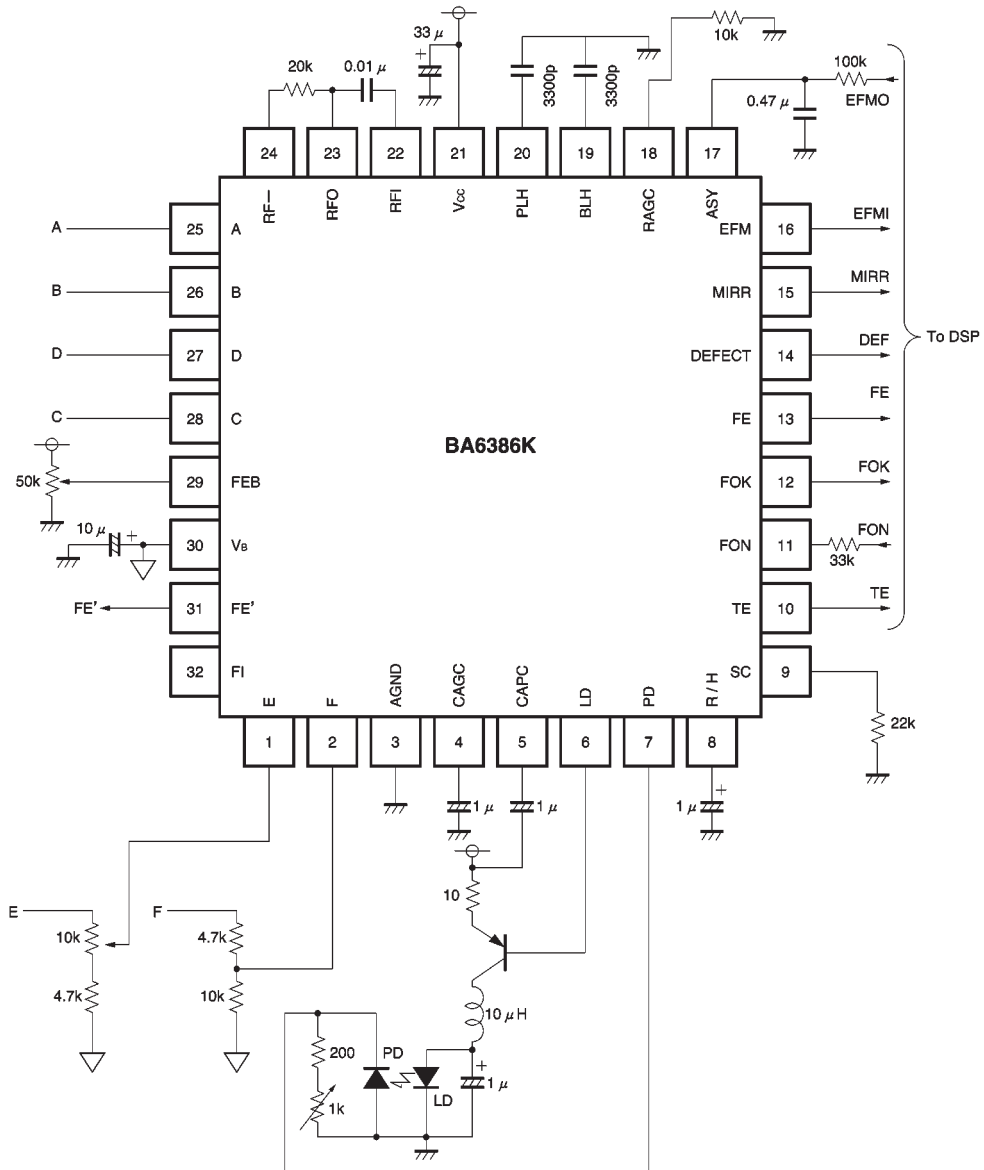 33 μ
+
10k
20k
0.01 μ
3300p
3300p
100k
EFMO
0.47 μ
24
23
22
21
20
19
18
17
RF−
RFO
RFI
Vcc
PLH
BLH
RAGC
ASY
A
25
A
EFM
16
EFMI
B
26
B
MIRR
15
MIRR
D
27
D
DEFECT
14
DEF
To DSP
C
28
C
FE
13
FE
BA6386K
50k
29
FEB
FOK
12
FOK
10 μ
+
30
VB
FON
11
FON
33k
FE'
31
FE'
TE
10
TE
32
FI
SC
9
22k
E
F
AGND
CAGC
CAPC
LD
PD
R / H
1
2
3
4
5
6
7
8
1 μ
1 μ
1 μ
+
10
E
10k
4.7k
F
4.7k
10k
10 μH
200
1k
PD
LD
+
1 μ